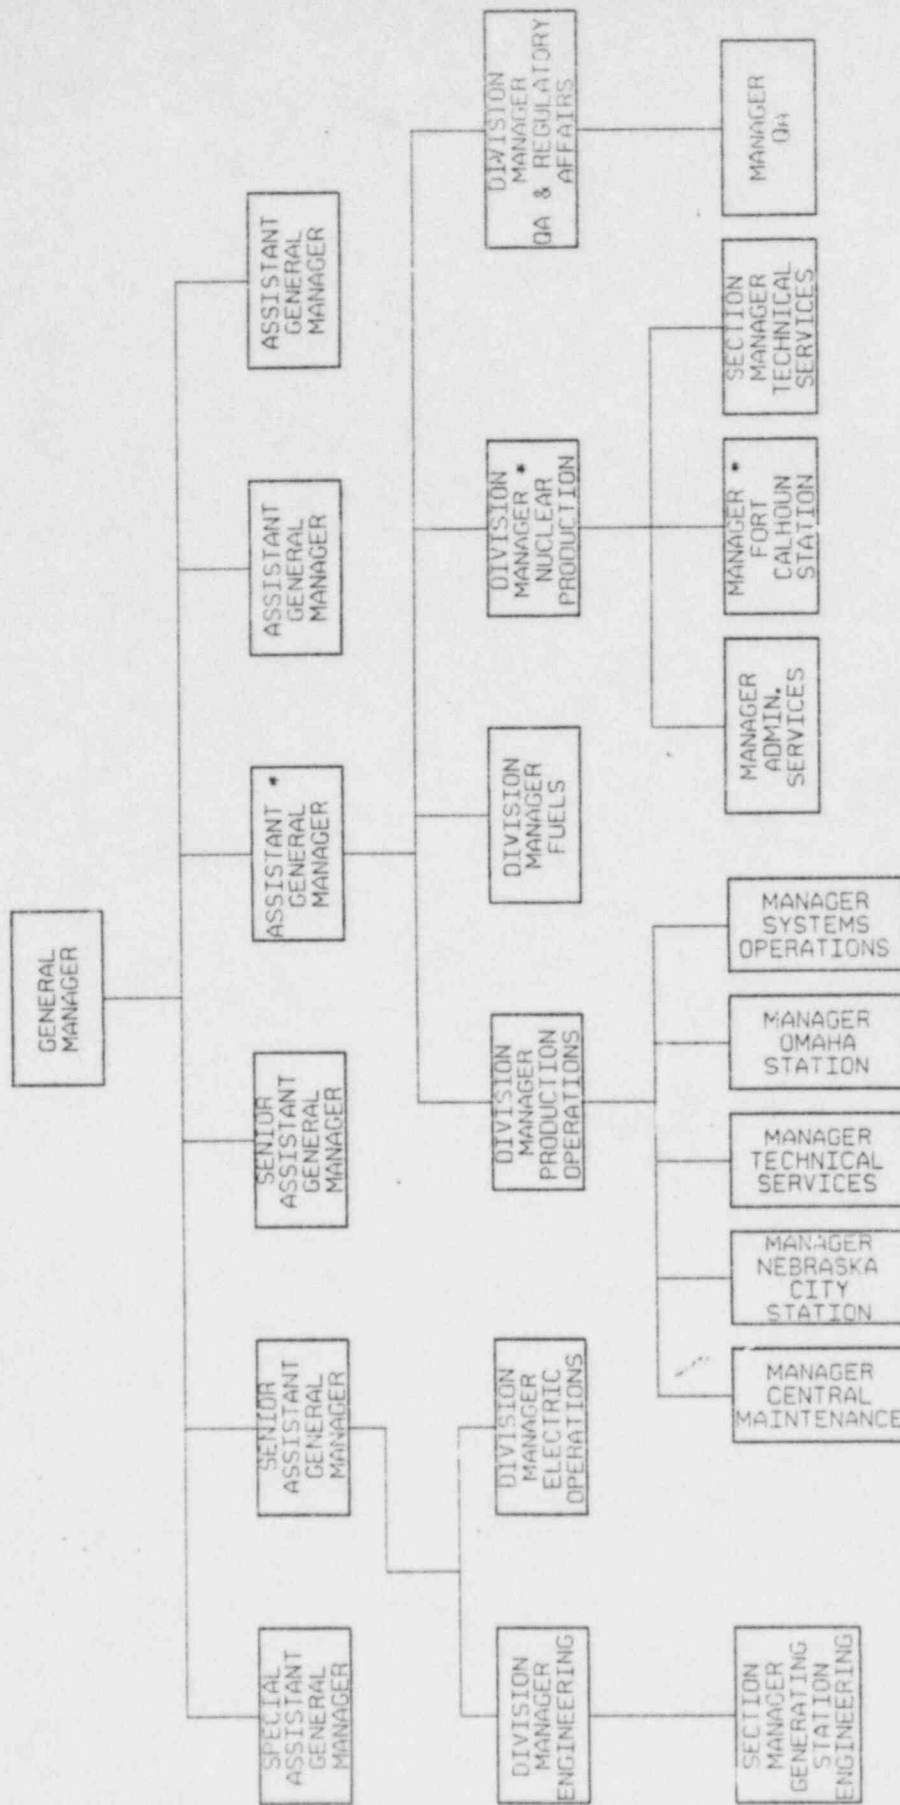 GENERAL
MANAGER
SPECIAL
ASSISTANT
GENERAL
MANAGER
SENIOR
ASSISTANT
GENERAL
MANAGER
SENIOR
ASSISTANT
GENERAL
MANAGER
ASSISTANT *
GENERAL
MANAGER
ASSISTANT
GENERAL
MANAGER
ASSISTANT
GENERAL
MANAGER
DIVISION
MANAGER
ENGINEERING
DIVISION
MANAGER
ELECTRIC
OPERATIONS
DIVISION
MANAGER
PRODUCTION
OPERATIONS
DIVISION
MANAGER
FUELS
DIVISION
MANAGER *
NUCLEAR
PRODUCTION
DIVISION
MANAGER
QA & REGULATORY
AFFAIRS
SECTION
MANAGER
GENERATING
STATION
ENGINEERING
MANAGER
CENTRAL
MAINTENANCE
MANAGER
NEBRASKA
CITY
STATION
MANAGER
TECHNICAL
SERVICES
MANAGER
OMAHA
STATION
MANAGER
SYSTEMS
OPERATIONS
MANAGER
ADMIN.
SERVICES
MANAGER *
FORT
CALHOUN
STATION
SECTION
MANAGER
TECHNICAL
SERVICES
MANAGER
QA